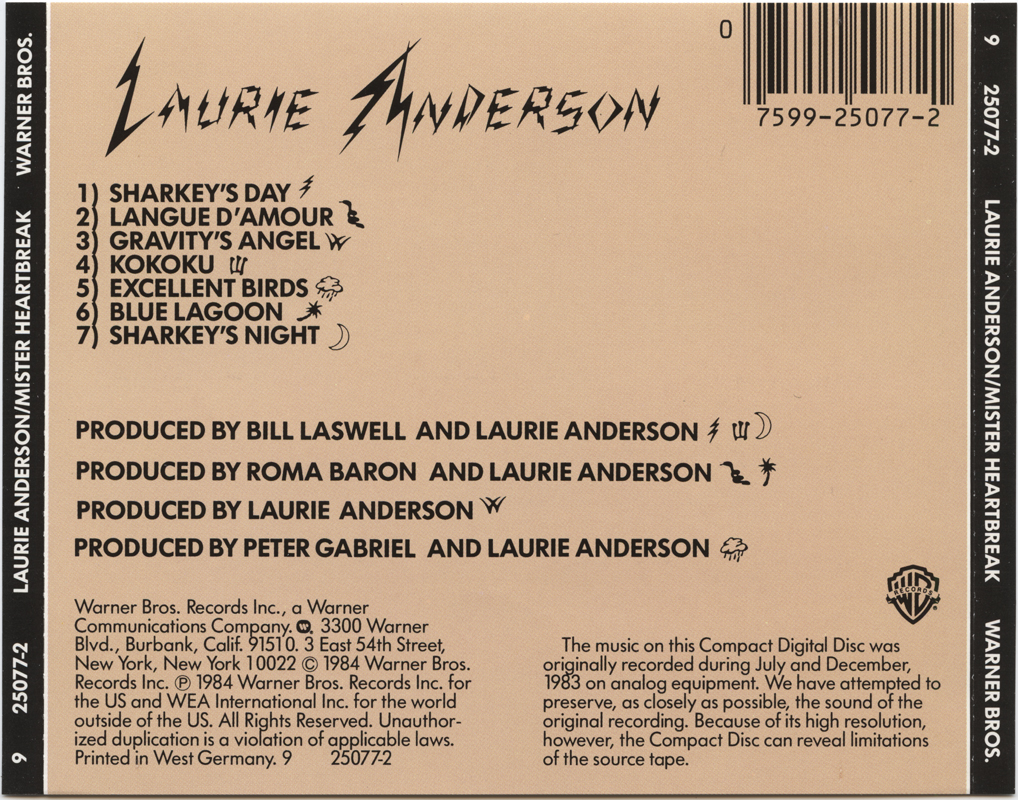 WARNER BROS.
LAURIE ANDERSON/MISTER HEARTBREAK
25077-2
9
LAURIE ANDERSON
0
7599-25077-2
1) SHARKEY'S DAY
2) LANGUE D'AMOUR
3) GRAVITY'S ANGEL
4) KOKOKU
5) EXCELLENT BIRDS
6) BLUE LAGOON
7) SHARKEY'S NIGHT
PRODUCED BY BILL LASWELL AND LAURIE ANDERSON
PRODUCED BY ROMA BARON AND LAURIE ANDERSON
PRODUCED BY LAURIE ANDERSON
PRODUCED BY PETER GABRIEL AND LAURIE ANDERSON
Warner Bros. Records Inc., a Warner
Communications Company. 3300 Warner
Blvd., Burbank, Calif. 91510. 3 East 54th Street,
New York, New York 10022 © 1984 Warner Bros.
Records Inc. ℗ 1984 Warner Bros. Records Inc. for
the US and WEA International Inc. for the world
outside of the US. All Rights Reserved. Unauthor-
ized duplication is a violation of applicable laws.
Printed in West Germany. 9 25077-2
WB
RECORDS
®
The music on this Compact Digital Disc was
originally recorded during July and December,
1983 on analog equipment. We have attempted to
preserve, as closely as possible, the sound of the
original recording. Because of its high resolution,
however, the Compact Disc can reveal limitations
of the source tape.
9
25077-2
LAURIE ANDERSON/MISTER HEARTBREAK
WARNER BROS.